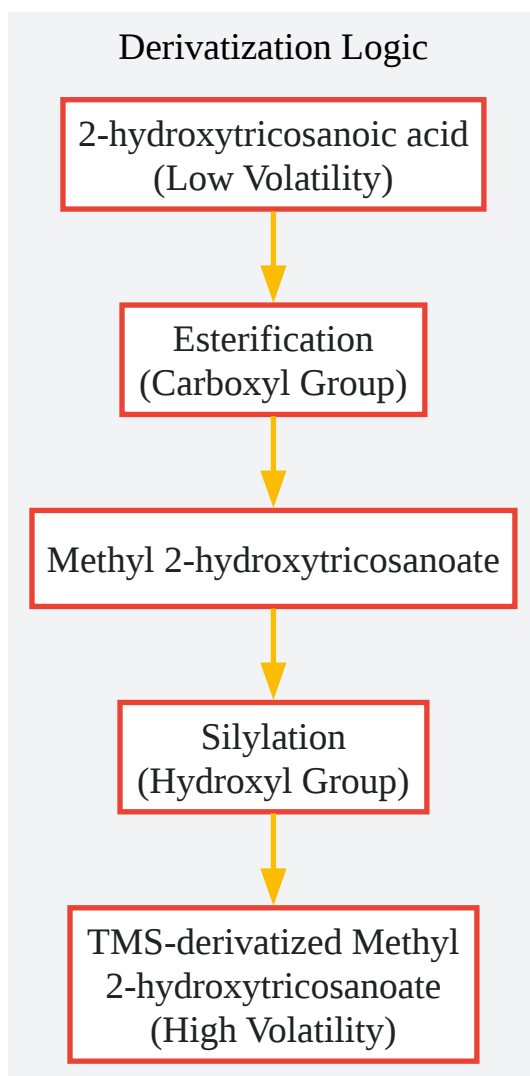 Derivatization Logic
2-hydroxytricosanoic acid
(Low Volatility)
Esterification
(Carboxyl Group)
Methyl 2-hydroxytricosanoate
Silylation
(Hydroxyl Group)
TMS-derivatized Methyl
2-hydroxytricosanoate
(High Volatility)